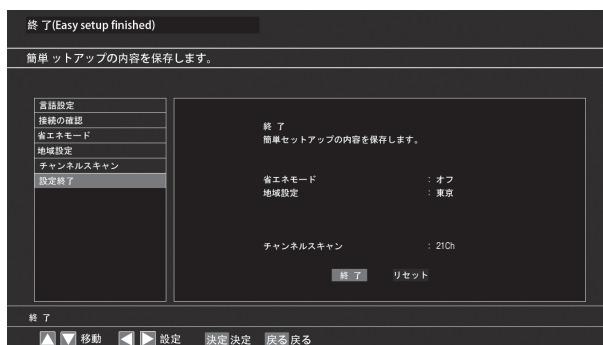 終 了(Easy setup finished)
簡単 ットアップの内容を保存します。
言語設定
接続の確認
省エネモード
地域設定
チャンネルスキャン
設定終了
終 了
簡単セットアップの内容を保存します。
省エネモード : オフ
地域設定 : 東京
チャンネルスキャン : 21Ch
終 了 リセット
終 了
移動 設定 決定 決定 戻る 戻る